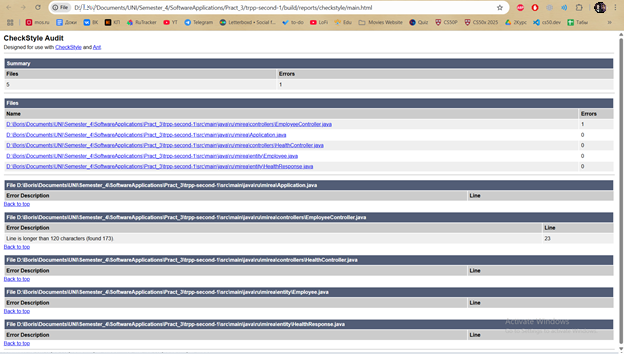 File
/Documents/UNI/Semester_4/SoftwareApplications/Pract_3/trpp-second-1/build/reports/checkstyle/main.html
mos.ru Доки ВК КП RuTracker YT Telegram Letterboxd • Social f... to-do LoFi Edu Movies Website Quiz CS50P CS50x 2025 2Курс cs50.dev Табы
CheckStyle Audit
Designed for use with CheckStyle and Ant.
Summary
Files Errors
5 1
Files
Name Errors
D:\Boris\Documents\UNI\Semester_4\SoftwareApplications\Pract_3\trpp-second-1\src\main\java\ru\mirea\controllers\EmployeeController.java 1
D:\Boris\Documents\UNI\Semester_4\SoftwareApplications\Pract_3\trpp-second-1\src\main\java\ru\mirea\Application.java 0
D:\Boris\Documents\UNI\Semester_4\SoftwareApplications\Pract_3\trpp-second-1\src\main\java\ru\mirea\controllers\HealthController.java 0
D:\Boris\Documents\UNI\Semester_4\SoftwareApplications\Pract_3\trpp-second-1\src\main\java\ru\mirea\entity\Employee.java 0
D:\Boris\Documents\UNI\Semester_4\SoftwareApplications\Pract_3\trpp-second-1\src\main\java\ru\mirea\entity\HealthResponse.java 0
File D:\Boris\Documents\UNI\Semester_4\SoftwareApplications\Pract_3\trpp-second-1\src\main\java\ru\mirea\Application.java
Error Description Line
Back to top
File D:\Boris\Documents\UNI\Semester_4\SoftwareApplications\Pract_3\trpp-second-1\src\main\java\ru\mirea\controllers\EmployeeController.java
Error Description Line
Line is longer than 120 characters (found 173). 23
Back to top
File D:\Boris\Documents\UNI\Semester_4\SoftwareApplications\Pract_3\trpp-second-1\src\main\java\ru\mirea\controllers\HealthController.java
Error Description Line
Back to top
File D:\Boris\Documents\UNI\Semester_4\SoftwareApplications\Pract_3\trpp-second-1\src\main\java\ru\mirea\entity\Employee.java
Error Description Line
Back to top
File D:\Boris\Documents\UNI\Semester_4\SoftwareApplications\Pract_3\trpp-second-1\src\main\java\ru\mirea\entity\HealthResponse.java
Activate Windows
Error Description Line
Back to top